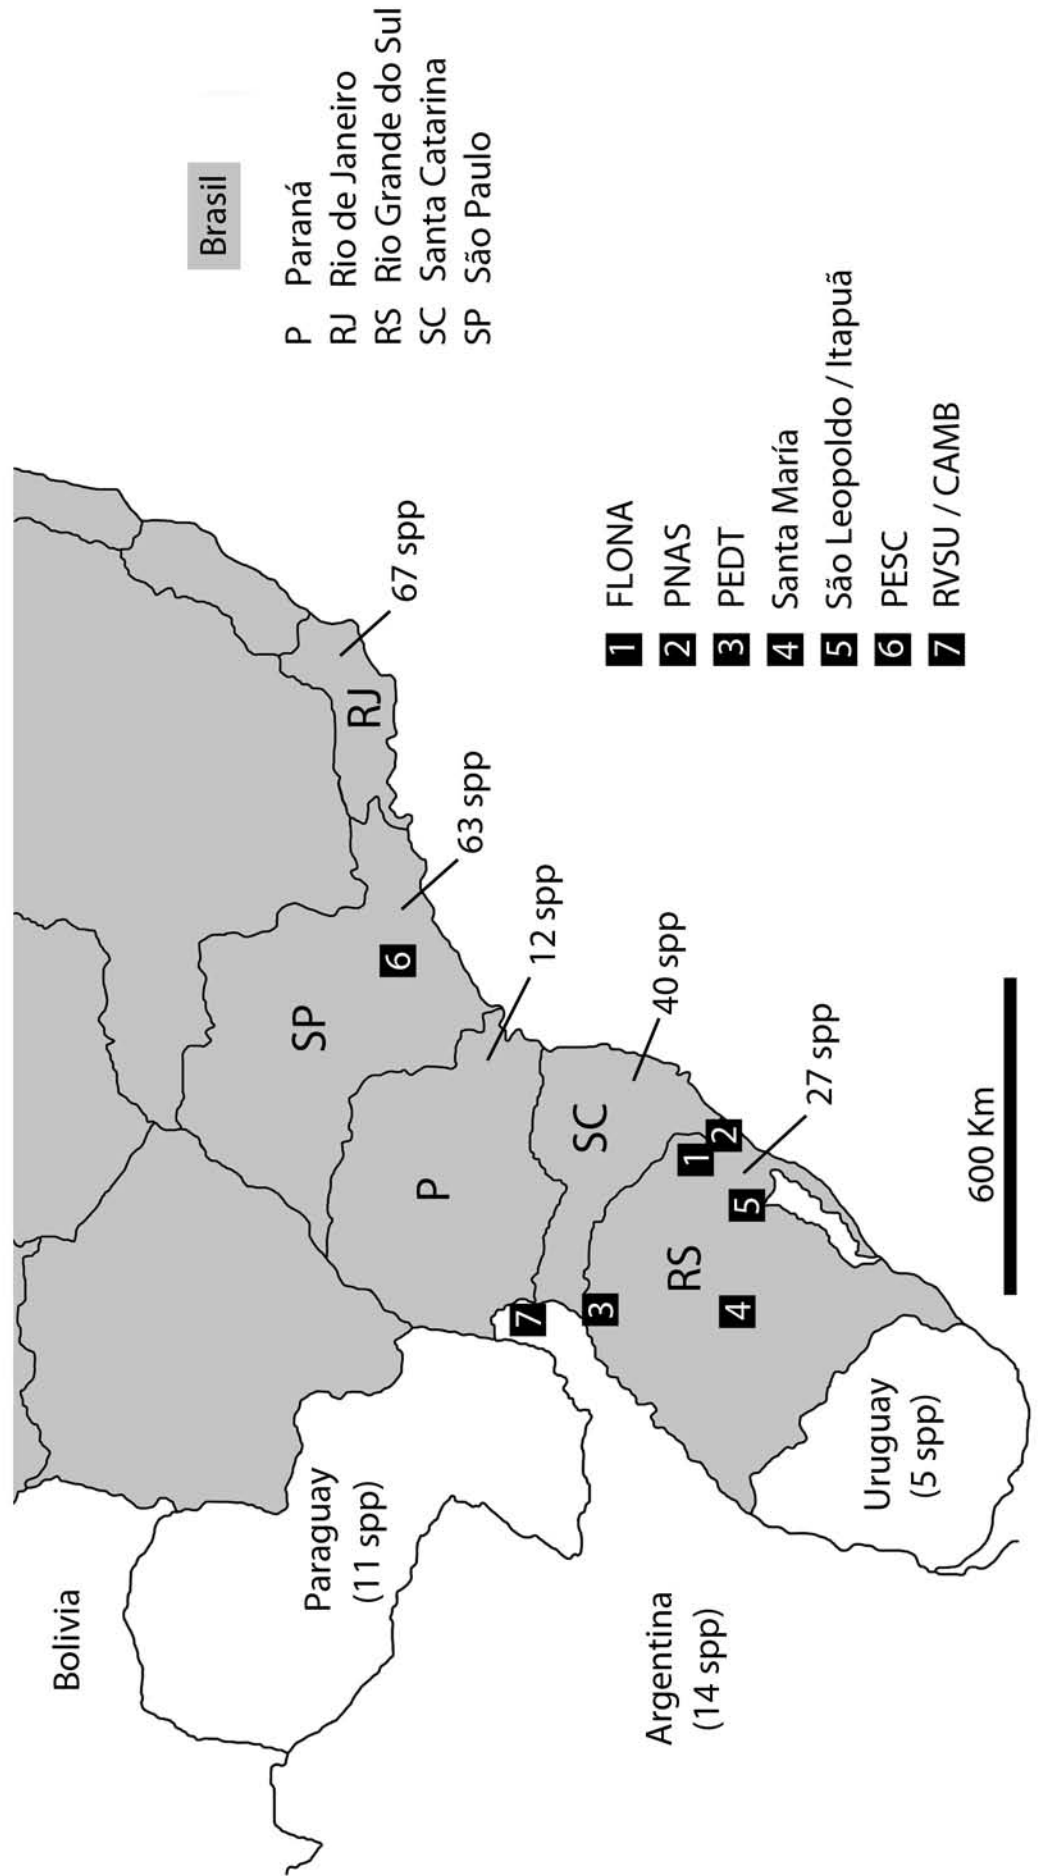 Brasil
P Paraná
RJ Rio de Janeiro
RS Rio Grande do Sul
SC Santa Catarina
SP São Paulo
Bolivia
Paraguay
(11 spp)
Argentina
(14 spp)
Uruguay
(5 spp)
SP
RJ
P
SC
RS
67 spp
63 spp
12 spp
40 spp
27 spp
6
7
3
1
2
5
4
1 FLONA
2 PNAS
3 PEDT
4 Santa María
5 São Leopoldo / Itapuã
6 PESC
7 RVSU / CAMB
600 Km